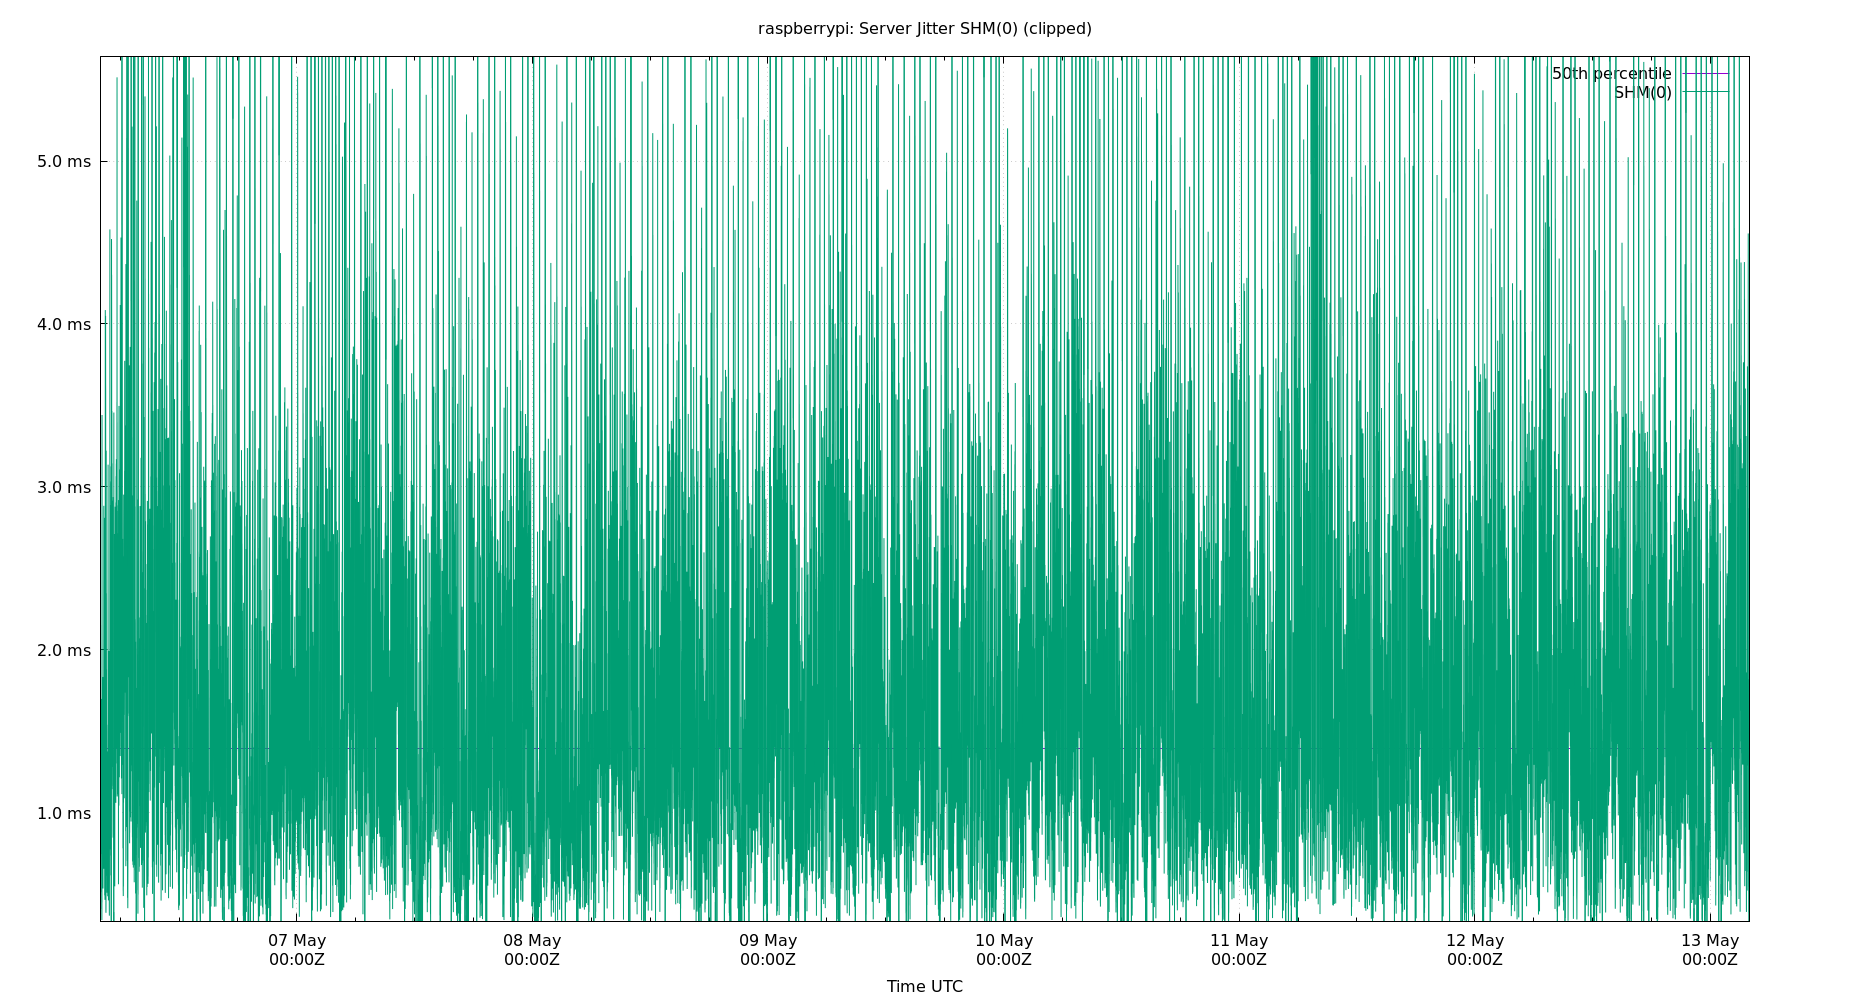 raspberrypi: Server Jitter SHM(0) (clipped)
50th percentile
SHM(0)
5.0 ms
4.0 ms
3.0 ms
2.0 ms
1.0 ms
07 May 08 May 09 May 10 May 11 May 12 May 13 May
00:00Z 00:00Z 00:00Z 00:00Z 00:00Z 00:00Z 00:00Z
Time UTC